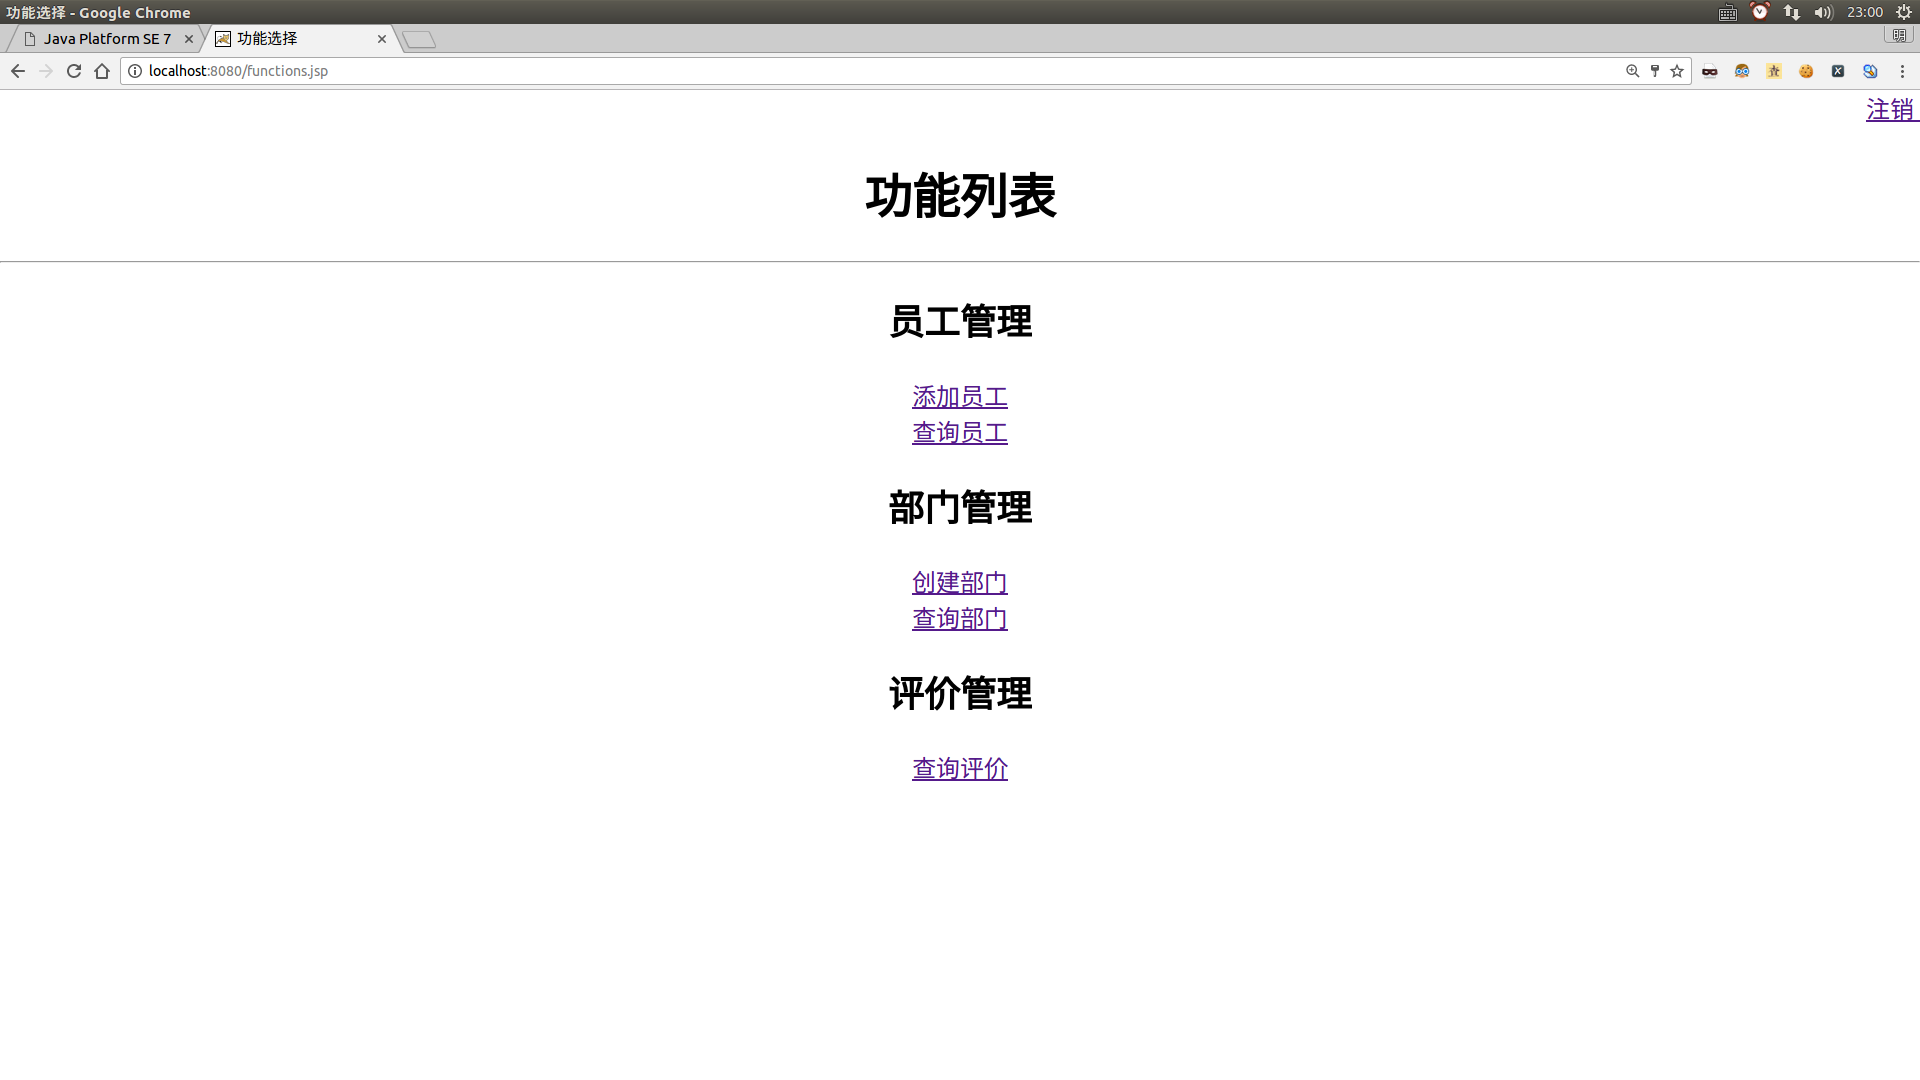 功能选择 - Google Chrome
23:00
Java Platform SE 7
功能选择
localhost:8080/functions.jsp
注销
功能列表
员工管理
添加员工
查询员工
部门管理
创建部门
查询部门
评价管理
查询评价